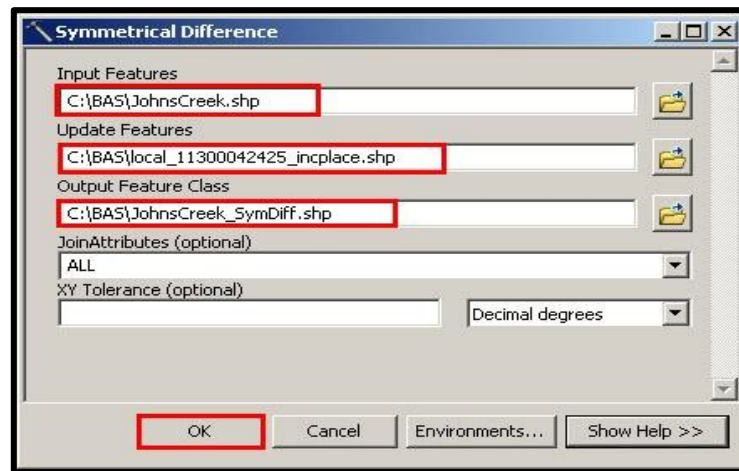 Symmetrical Difference
Input Features
C:\BAS\JohnsCreek.shp
Update Features
C:\BAS\local_11300042425_incplace.shp
Output Feature Class
C:\BAS\JohnsCreek_SymDiff.shp
JoinAttributes (optional)
ALL
XY Tolerance (optional)
Decimal degrees
OK Cancel Environments... Show Help >>